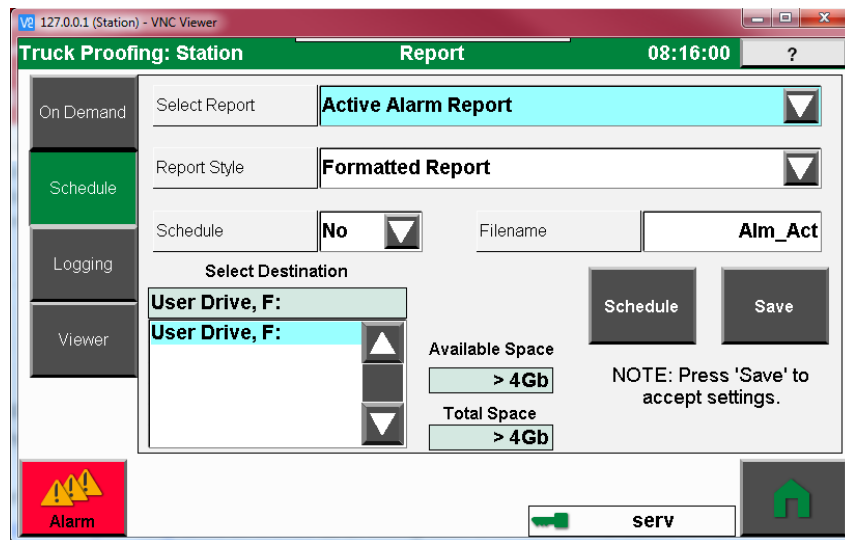 127.0.0.1 (Station) - VNC Viewer
Truck Proofing: Station Report 08:16:00 ?
On Demand
Schedule
Logging
Viewer
Select Report Active Alarm Report
Report Style Formatted Report
Schedule No Filename Alm_Act
Select Destination
User Drive, F:
User Drive, F:
Available Space
> 4Gb
Total Space
> 4Gb
Schedule Save
NOTE: Press 'Save' to
accept settings.
Alarm
serv